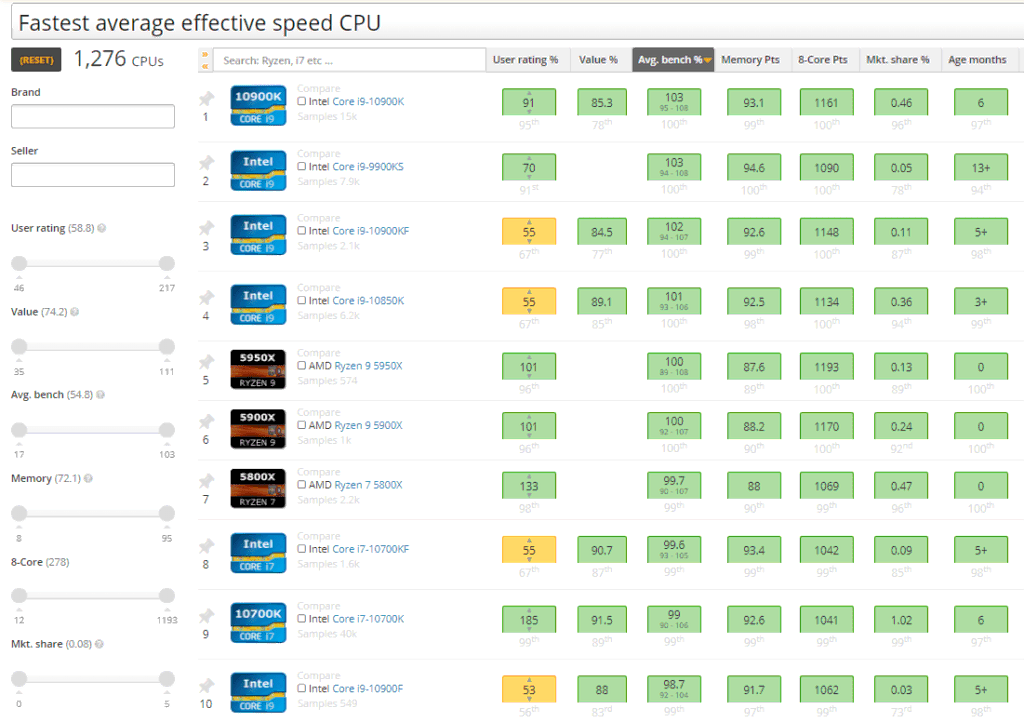 Fastest average effective speed CPU
(RESET) 1,276 CPUs
Search: Ryzen, i7 etc ... User rating % Value % Avg. bench % Memory Pts 8-Core Pts Mkt. share % Age months
Brand
Seller
User rating (58.8)
46 217
Value (74.2)
35 111
Avg. bench (54.8)
17 103
Memory (72.1)
8 95
8-Core (278)
12 1193
Mkt. share (0.08)
0 5
1 10900K CORE i9
Compare
Intel Core i9-10900K 91 85.3 103 93.1 1161 0.46 6
95 - 108
Samples 15k 95th 78th 100th 99th 100th 96th 97th
2 Intel CORE i9
Compare
Intel Core i9-9900KS 70 103 94.6 1090 0.05 13+
94 - 108
Samples 7.9k 91st 100th 100th 100th 78th 94th
3 Intel CORE i9
Compare
Intel Core i9-10900KF 55 84.5 102 92.6 1148 0.11 5+
94 - 107
Samples 2.1k 67th 77th 100th 99th 100th 87th 98th
4 Intel CORE i9
Compare
Intel Core i9-10850K 55 89.1 101 92.5 1134 0.36 3+
93 - 106
Samples 6.2k 67th 85th 100th 98th 100th 94th 99th
5 5950X RYZEN 9
Compare
AMD Ryzen 9 5950X 101 100 87.6 1193 0.13 0
89 - 108
Samples 574 96th 100th 89th 100th 89th 100th
6 5900X RYZEN 9
Compare
AMD Ryzen 9 5900X 101 100 88.2 1170 0.24 0
92 - 107
Samples 1k 96th 100th 90th 100th 92nd 100th
7 5800X RYZEN 7
Compare
AMD Ryzen 7 5800X 133 99.7 88 1069 0.47 0
90 - 107
Samples 2.2k 98th 99th 90th 99th 96th 100th
8 Intel CORE i7
Compare
Intel Core i7-10700KF 55 90.7 99.6 93.4 1042 0.09 5+
93 - 105
Samples 1.6k 67th 87th 99th 99th 99th 85th 98th
9 10700K CORE i7
Compare
Intel Core i7-10700K 185 91.5 99 92.6 1041 1.02 6
90 - 106
Samples 40k 99th 89th 99th 99th 99th 99th 97th
10 Intel CORE i9
Compare
Intel Core i9-10900F 53 88 98.7 91.7 1062 0.03 5+
92 - 104
Samples 549 56th 83rd 99th 97th 99th 73rd 98th